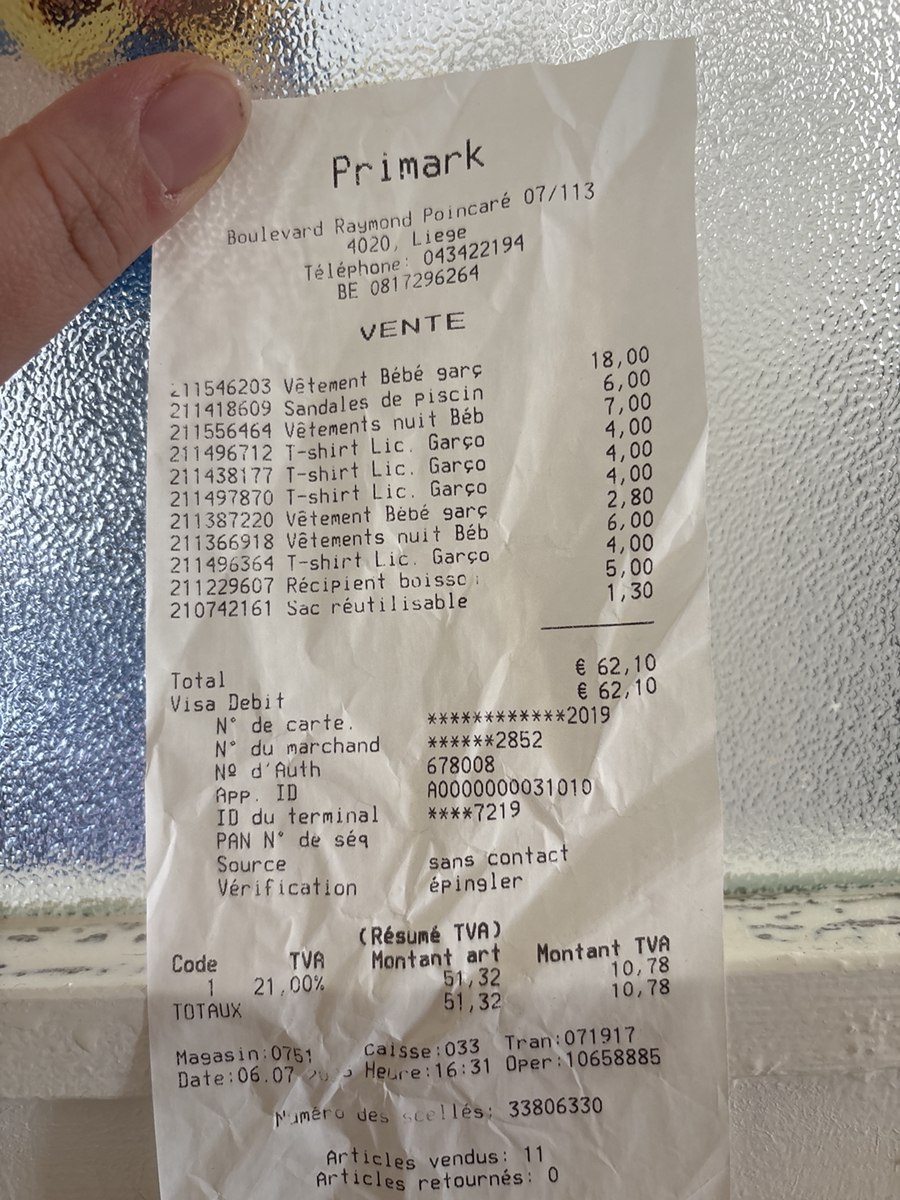 Primark
Boulevard Raymond Poincaré 07/113
4020, Liege
Téléphone: 043422194
BE 0817296264
VENTE
211546203 Vêtement Bébé garç 18,00
211418609 Sandales de piscin 6,00
211556464 Vêtements nuit Béb 7,00
211496712 T-shirt Lic. Garço 4,00
211438177 T-shirt Lic. Garço 4,00
211497870 T-shirt Lic. Garço 4,00
211387220 Vêtement Bébé garç 2,80
211366918 Vêtements nuit Béb 6,00
211496364 T-shirt Lic. Garço 4,00
211229607 Récipient boisso 5,00
210742161 Sac réutilisable 1,30
Total € 62,10
Visa Debit € 62,10
N° de carte. ************2019
N° du marchand ******2852
Nº d'Auth 678008
App. ID A0000000031010
ID du terminal ****7219
PAN N° de séq
Source sans contact
Vérification épingler
(Résumé TVA)
Code TVA Montant art Montant TVA
1 21,00% 51,32 10,78
TOTAUX 51,32 10,78
Magasin:0751 Caisse:033 Tran:071917
Date:06.07 Heure:16:31 Oper:10658885
Numéro des scellés: 33806330
Articles vendus: 11
Articles retournés: 0